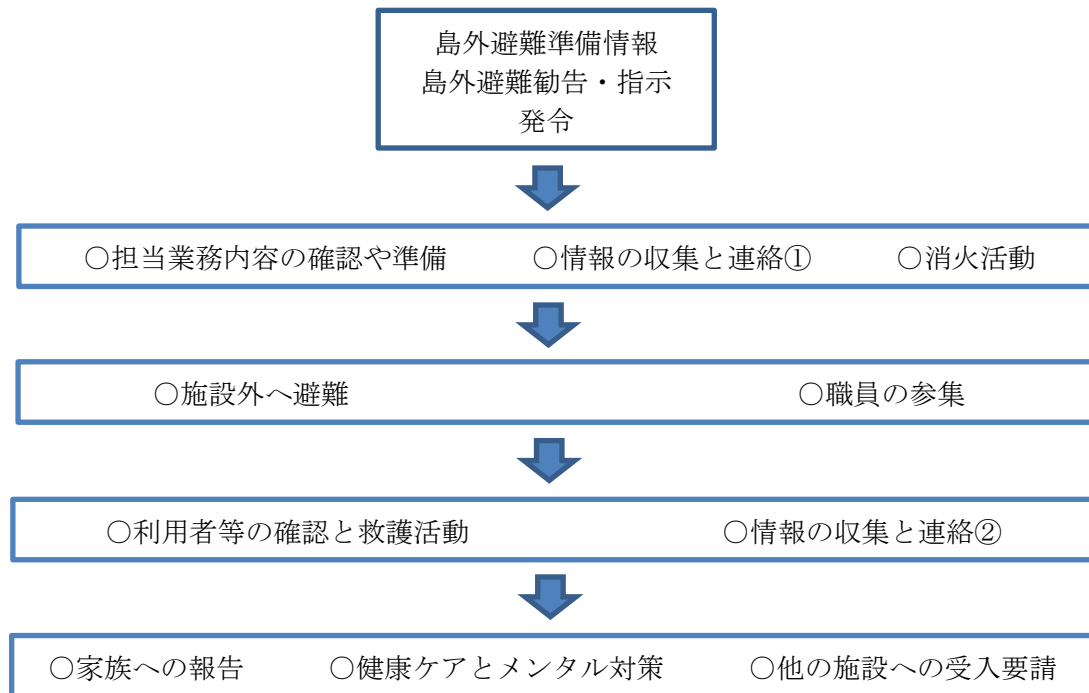 島外避難準備情報
島外避難勧告・指示
発令
○担当業務内容の確認や準備 ○情報の収集と連絡① ○消火活動
○施設外へ避難 ○職員の参集
○利用者等の確認と救護活動 ○情報の収集と連絡②
○家族への報告 ○健康ケアとメンタル対策 ○他の施設への受入要請